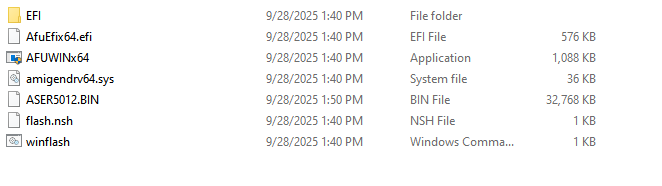 EFI 9/28/2025 1:40 PM File folder
AfuEfix64.efi 9/28/2025 1:40 PM EFI File 576 KB
AFUWINx64 9/28/2025 1:40 PM Application 1,088 KB
amigendrv64.sys 9/28/2025 1:40 PM System file 36 KB
ASER5012.BIN 9/28/2025 1:50 PM BIN File 32,768 KB
flash.nsh 9/28/2025 1:40 PM NSH File 1 KB
winflash 9/28/2025 1:40 PM Windows Comma... 1 KB